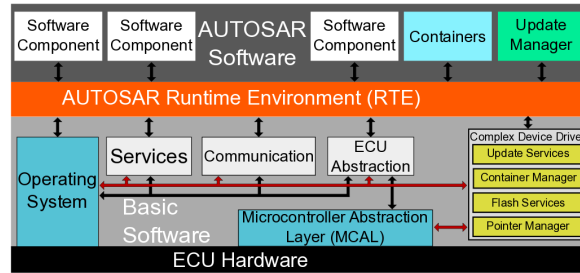 Software
Component
Software
Component
AUTOSAR
Software
Software
Component
Containers
Update
Manager
AUTOSAR Runtime Environment (RTE)
Operating
System
Services
Communication
ECU
Abstraction
Complex Device Drive
Update Services
Container Manager
Flash Services
Pointer Manager
Basic
Software
Microcontroller Abstraction
Layer (MCAL)
ECU Hardware